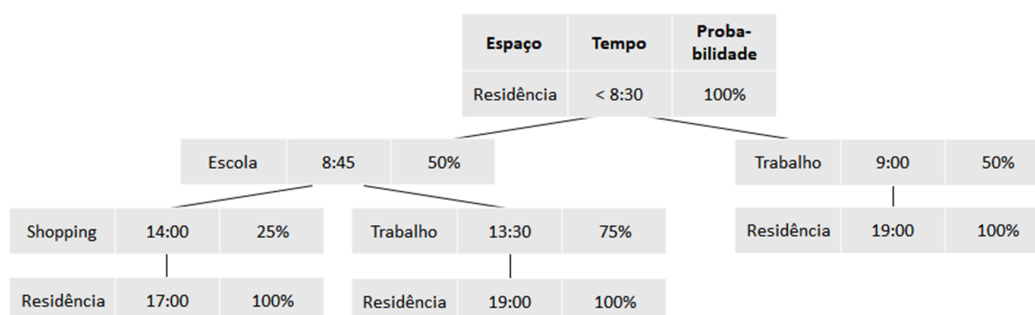 Espaço Tempo Proba-
bilidade
Residência < 8:30 100%
Escola 8:45 50% Trabalho 9:00 50%
Shopping 14:00 25% Trabalho 13:30 75% Residência 19:00 100%
Residência 17:00 100% Residência 19:00 100%